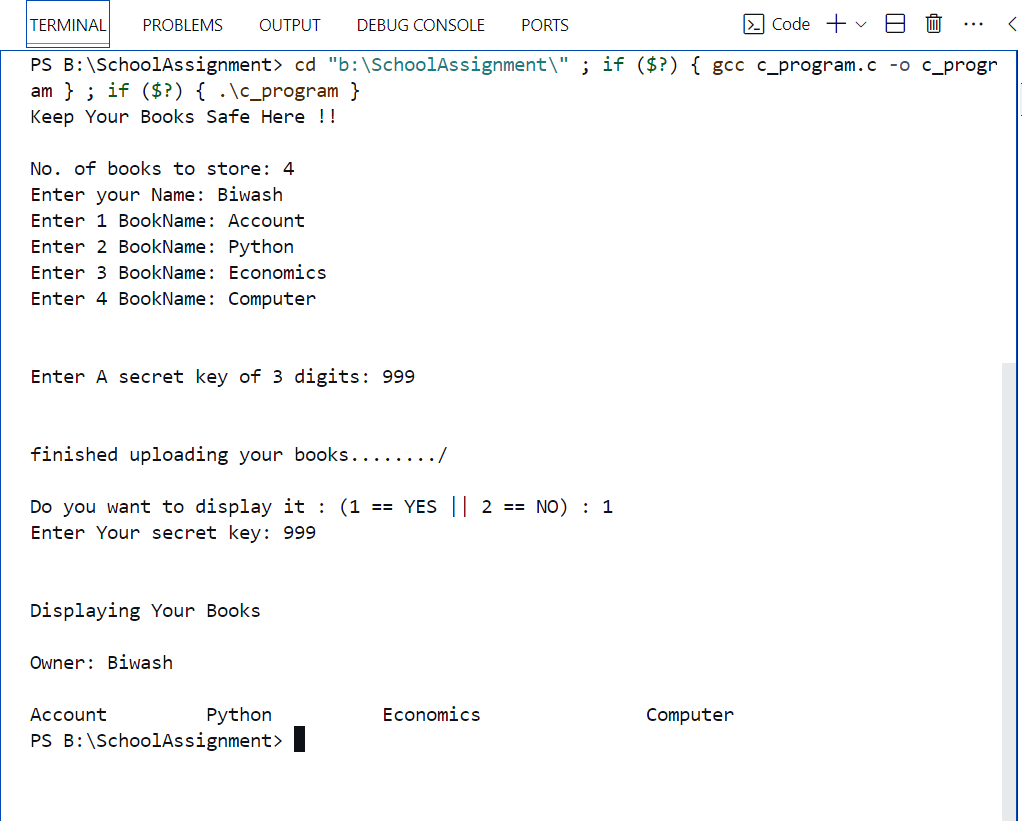 TERMINAL PROBLEMS OUTPUT DEBUG CONSOLE PORTS Code
PS B:\SchoolAssignment> cd "b:\SchoolAssignment\" ; if ($?) { gcc c_program.c -o c_progr
am } ; if ($?) { .\c_program }
Keep Your Books Safe Here !!
No. of books to store: 4
Enter your Name: Biwash
Enter 1 BookName: Account
Enter 2 BookName: Python
Enter 3 BookName: Economics
Enter 4 BookName: Computer
Enter A secret key of 3 digits: 999
finished uploading your books......../
Do you want to display it : (1 == YES || 2 == NO) : 1
Enter Your secret key: 999
Displaying Your Books
Owner: Biwash
Account Python Economics Computer
PS B:\SchoolAssignment>